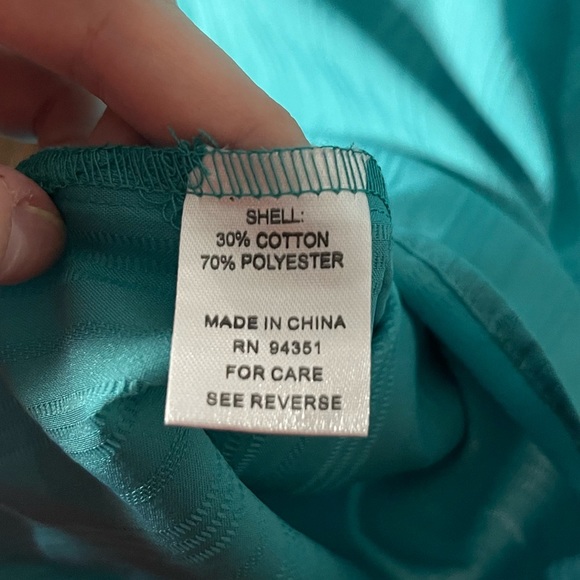 SHELL:
30% COTTON
70% POLYESTER
MADE IN CHINA
RN 94351
FOR CARE
SEE REVERSE